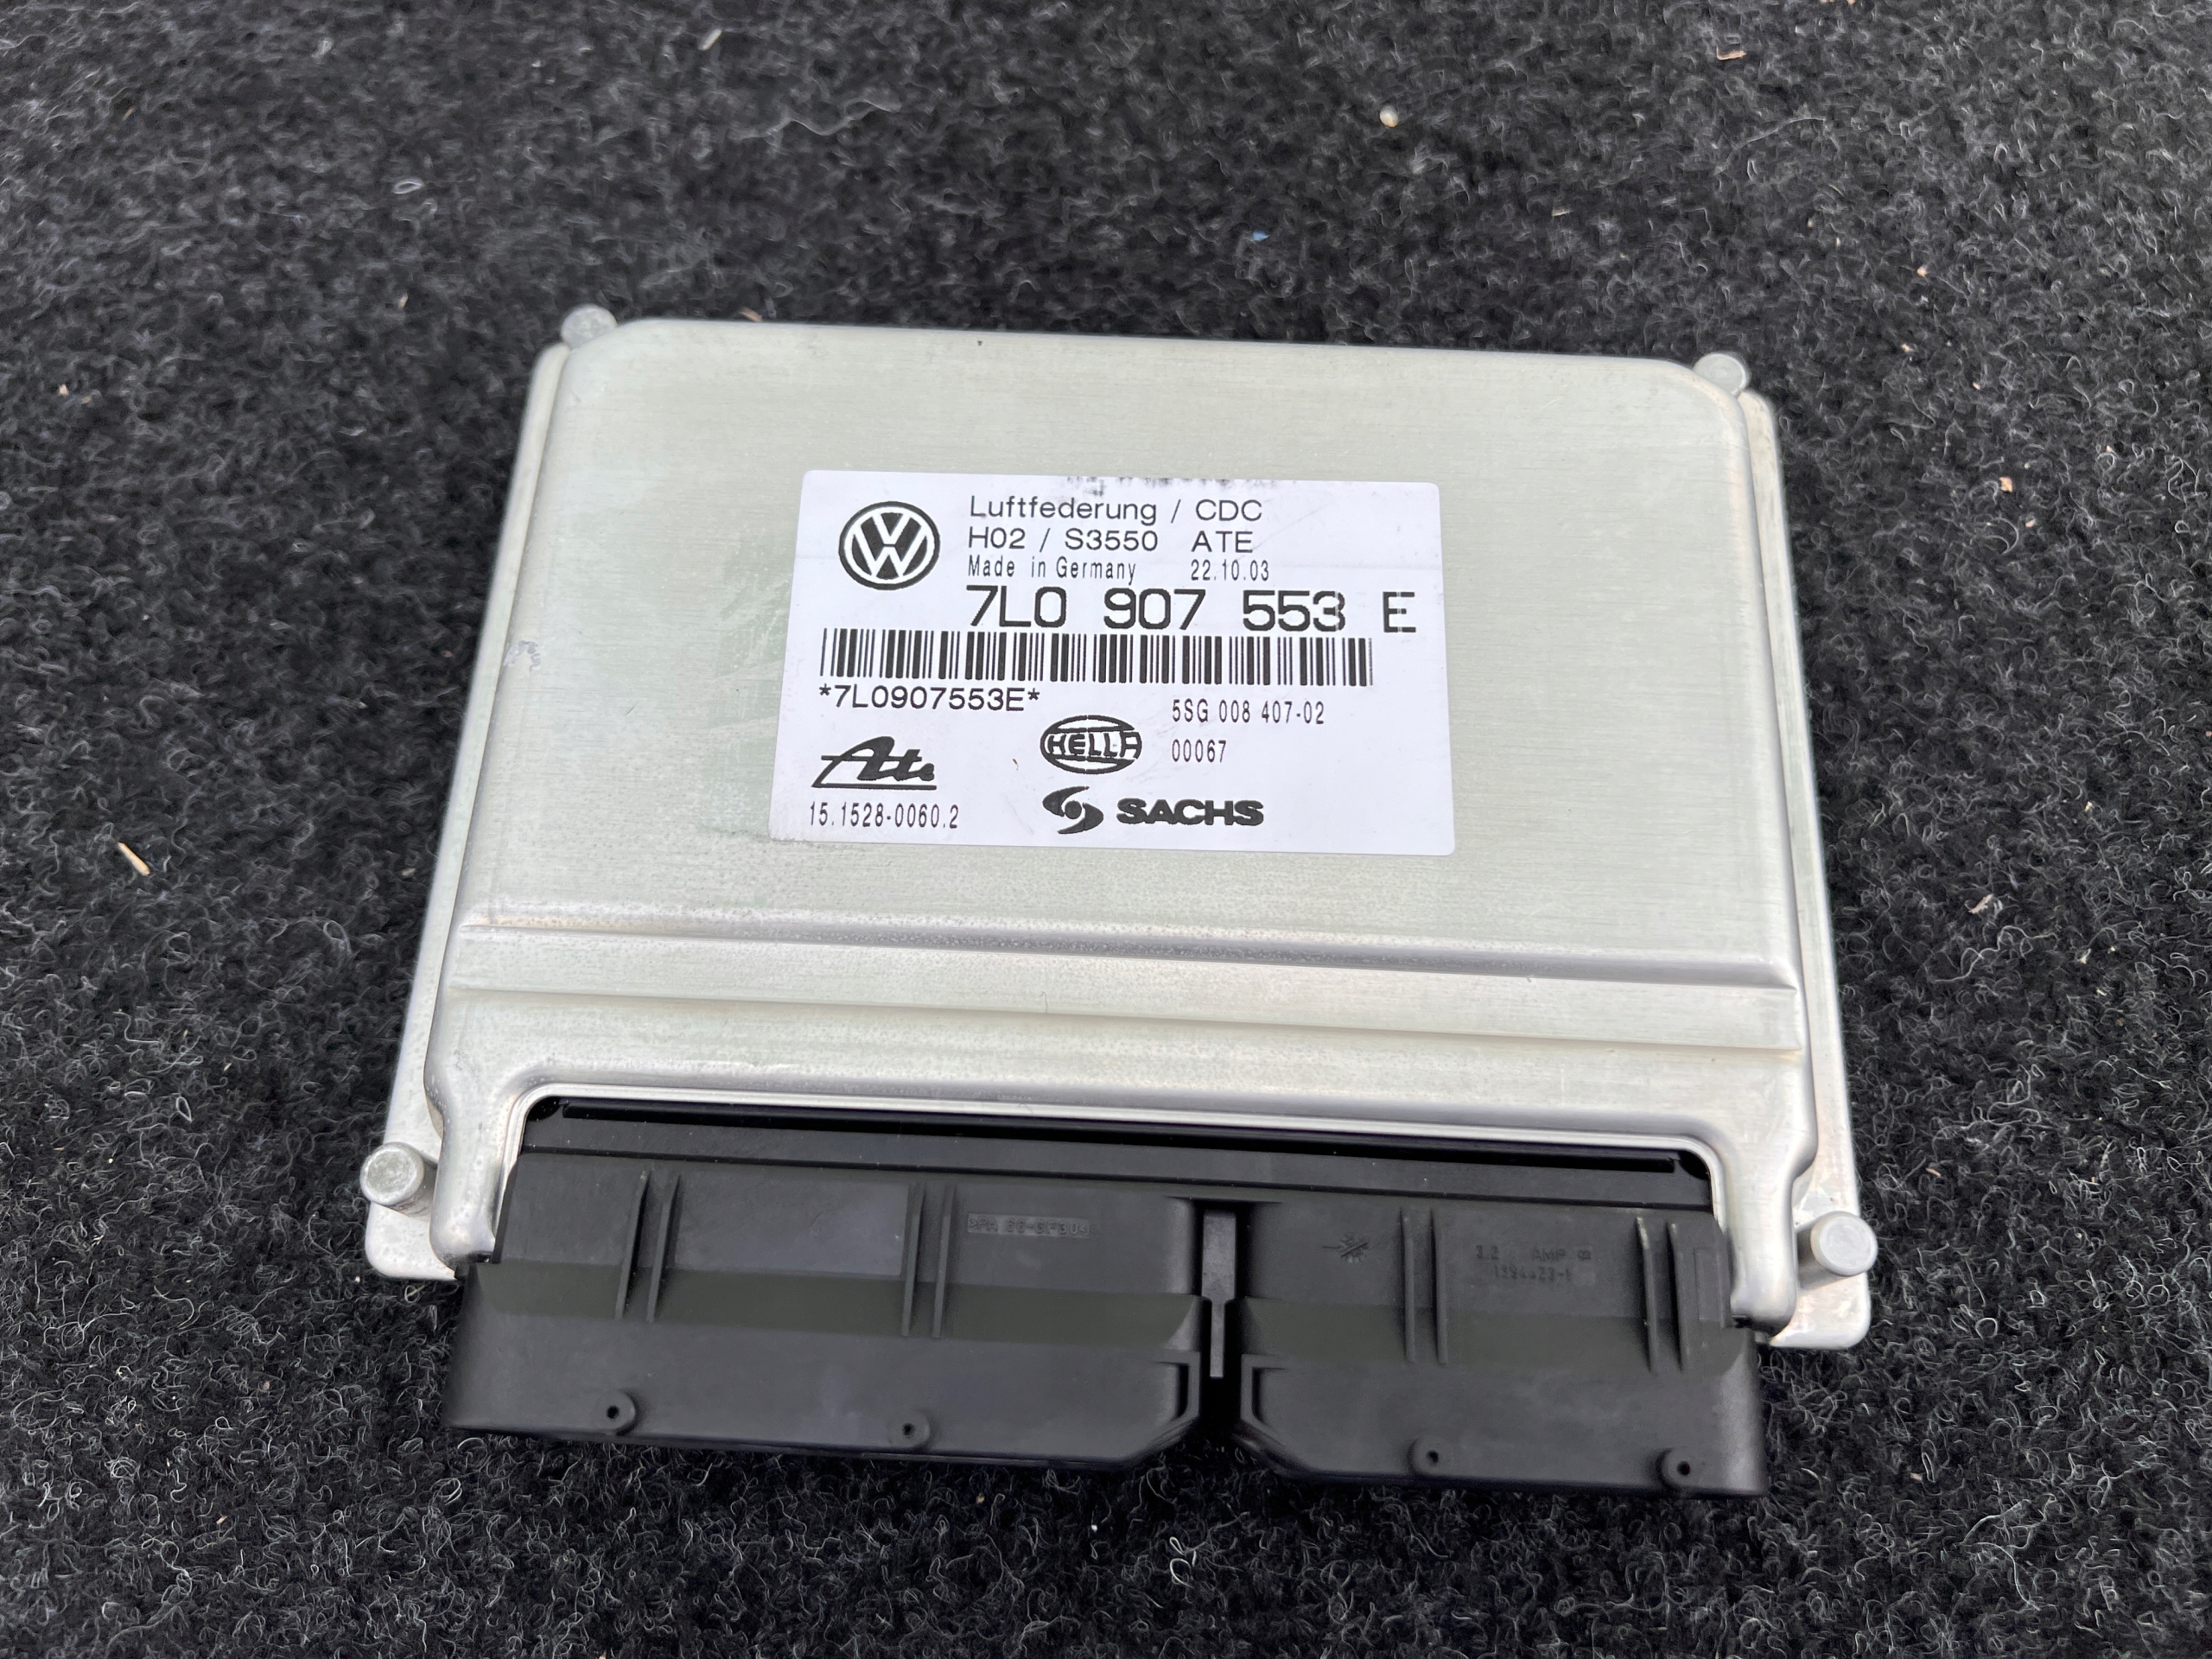 Luftfederung / CDC
H02 / S3550 ATE
Made in Germany 22.10.03
7L0 907 553 E
*7L0907553E*
5SG 008 407-02
HELLA
00067
Ate
15.1528-0060.2
SACHS
AMP